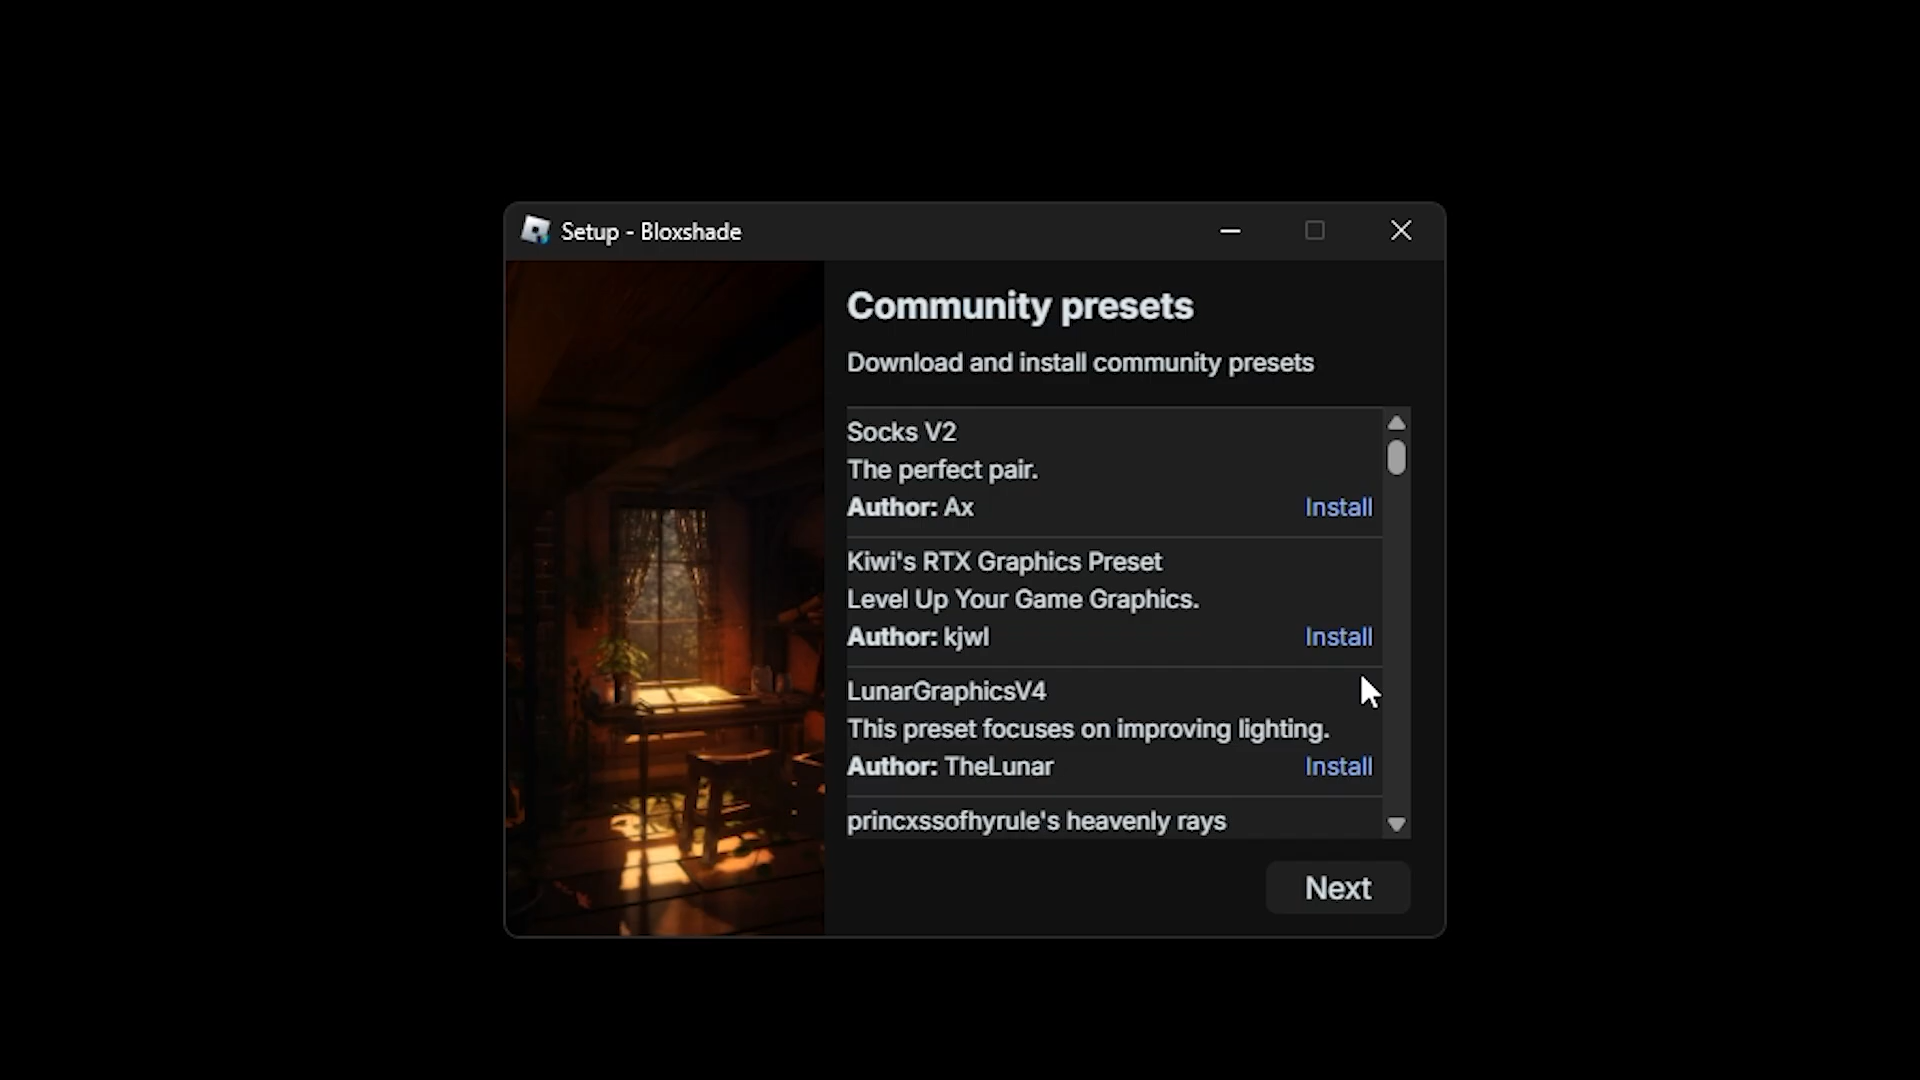 Setup - Bloxshade
Community presets
Download and install community presets
Socks V2
The perfect pair.
Author: Ax
Install
Kiwi's RTX Graphics Preset
Level Up Your Game Graphics.
Author: kjwl
Install
LunarGraphicsV4
This preset focuses on improving lighting.
Author: TheLunar
Install
princxssofhyrule's heavenly rays
Next